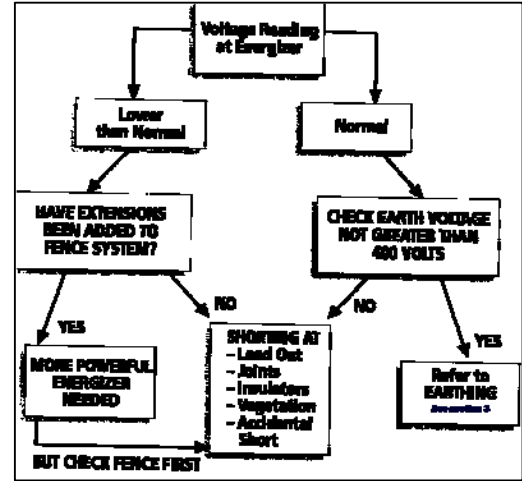 Voltage Reading
at Energizer
Lower
than Normal
Normal
HAVE EXTENSIONS
BEEN ADDED TO
FENCE SYSTEM?
CHECK EARTH VOLTAGE
NOT GREATER THAN
400 VOLTS
YES
NO
NO
YES
MORE POWERFUL
ENERGIZER
NEEDED
SHORTING AT
– Lead Out
– Joints
– Insulators
– Vegetation
– Accidental
Short
Refer to
EARTHING
BUT CHECK FENCE FIRST